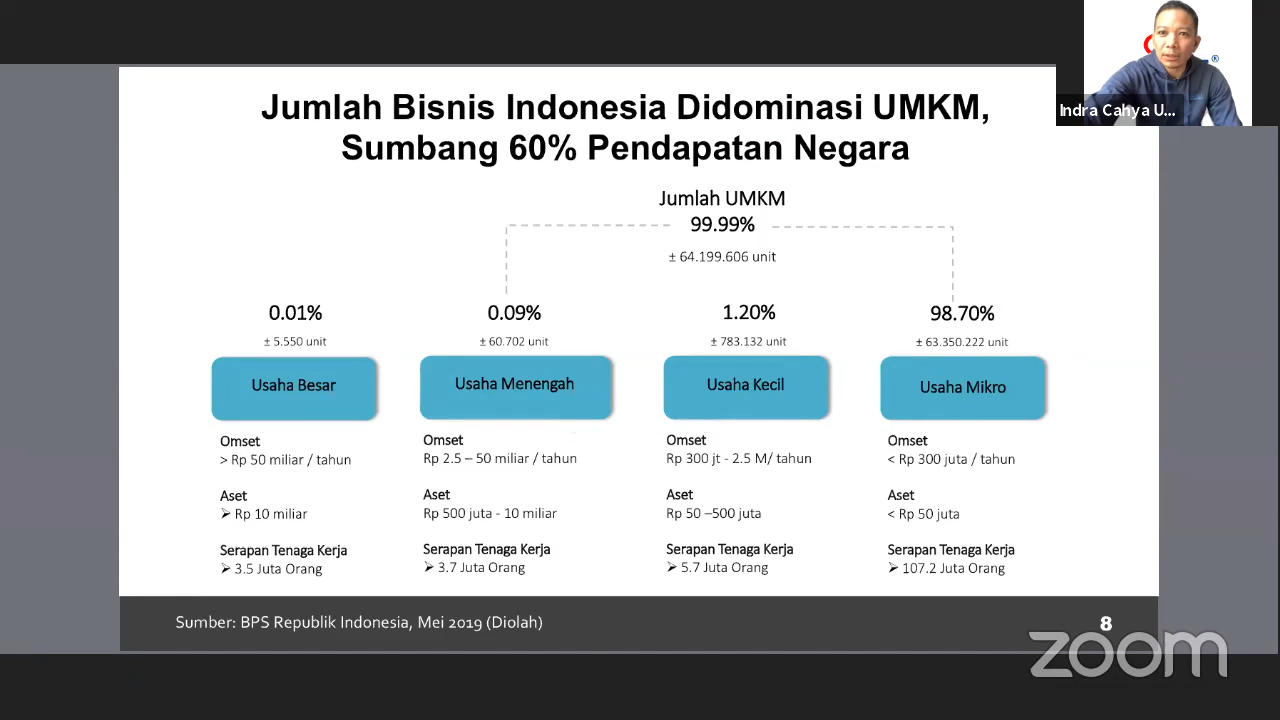 Jumlah Bisnis Indonesia Didominasi UMKM,
Sumbang 60% Pendapatan Negara
Indra Cahya U...
Jumlah UMKM
99.99%
± 64.199.606 unit
0.01%
± 5.550 unit
Usaha Besar
Omset
> Rp 50 miliar / tahun
Aset
➢ Rp 10 miliar
Serapan Tenaga Kerja
➢ 3.5 Juta Orang
0.09%
± 60.702 unit
Usaha Menengah
Omset
Rp 2.5 – 50 miliar / tahun
Aset
Rp 500 juta - 10 miliar
Serapan Tenaga Kerja
➢ 3.7 Juta Orang
1.20%
± 783.132 unit
Usaha Kecil
Omset
Rp 300 jt - 2.5 M/ tahun
Aset
Rp 50 –500 juta
Serapan Tenaga Kerja
➢ 5.7 Juta Orang
98.70%
± 63.350.222 unit
Usaha Mikro
Omset
< Rp 300 juta / tahun
Aset
< Rp 50 juta
Serapan Tenaga Kerja
➢ 107.2 Juta Orang
Sumber: BPS Republik Indonesia, Mei 2019 (Diolah)
8
zoom